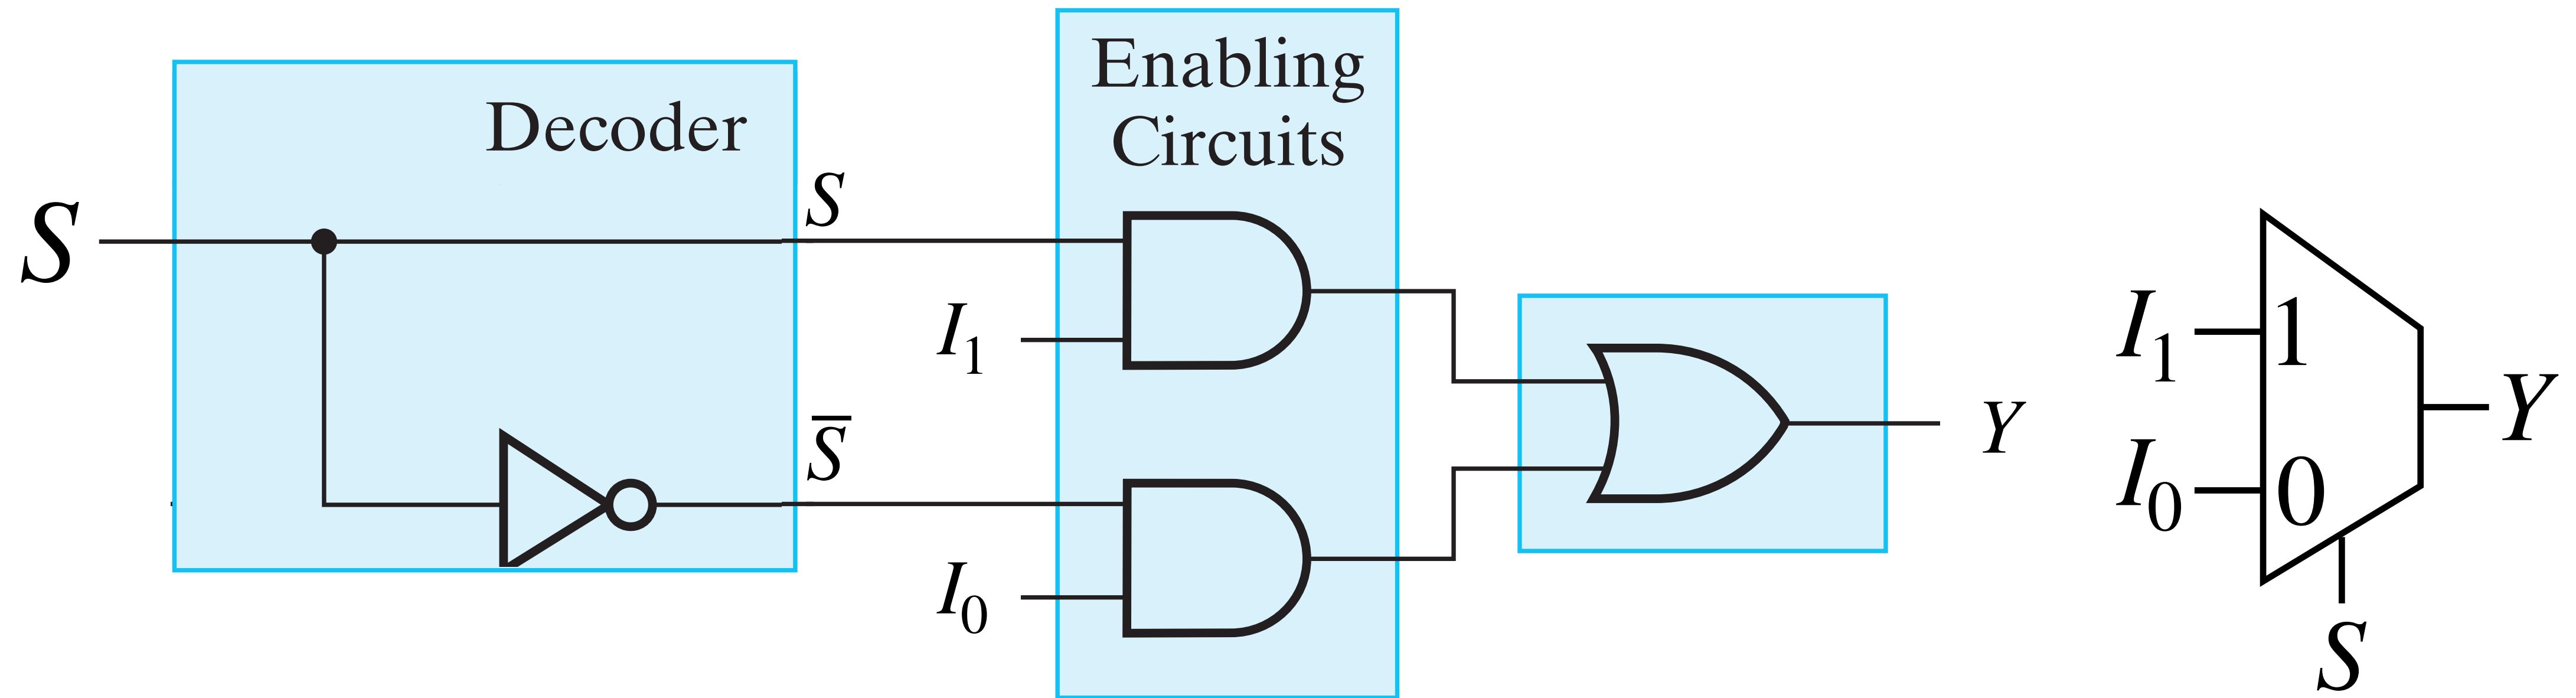 Decoder
Enabling
Circuits
S
S
I₁
S̅
I₀
Y
I₁
1
I₀
0
Y
S